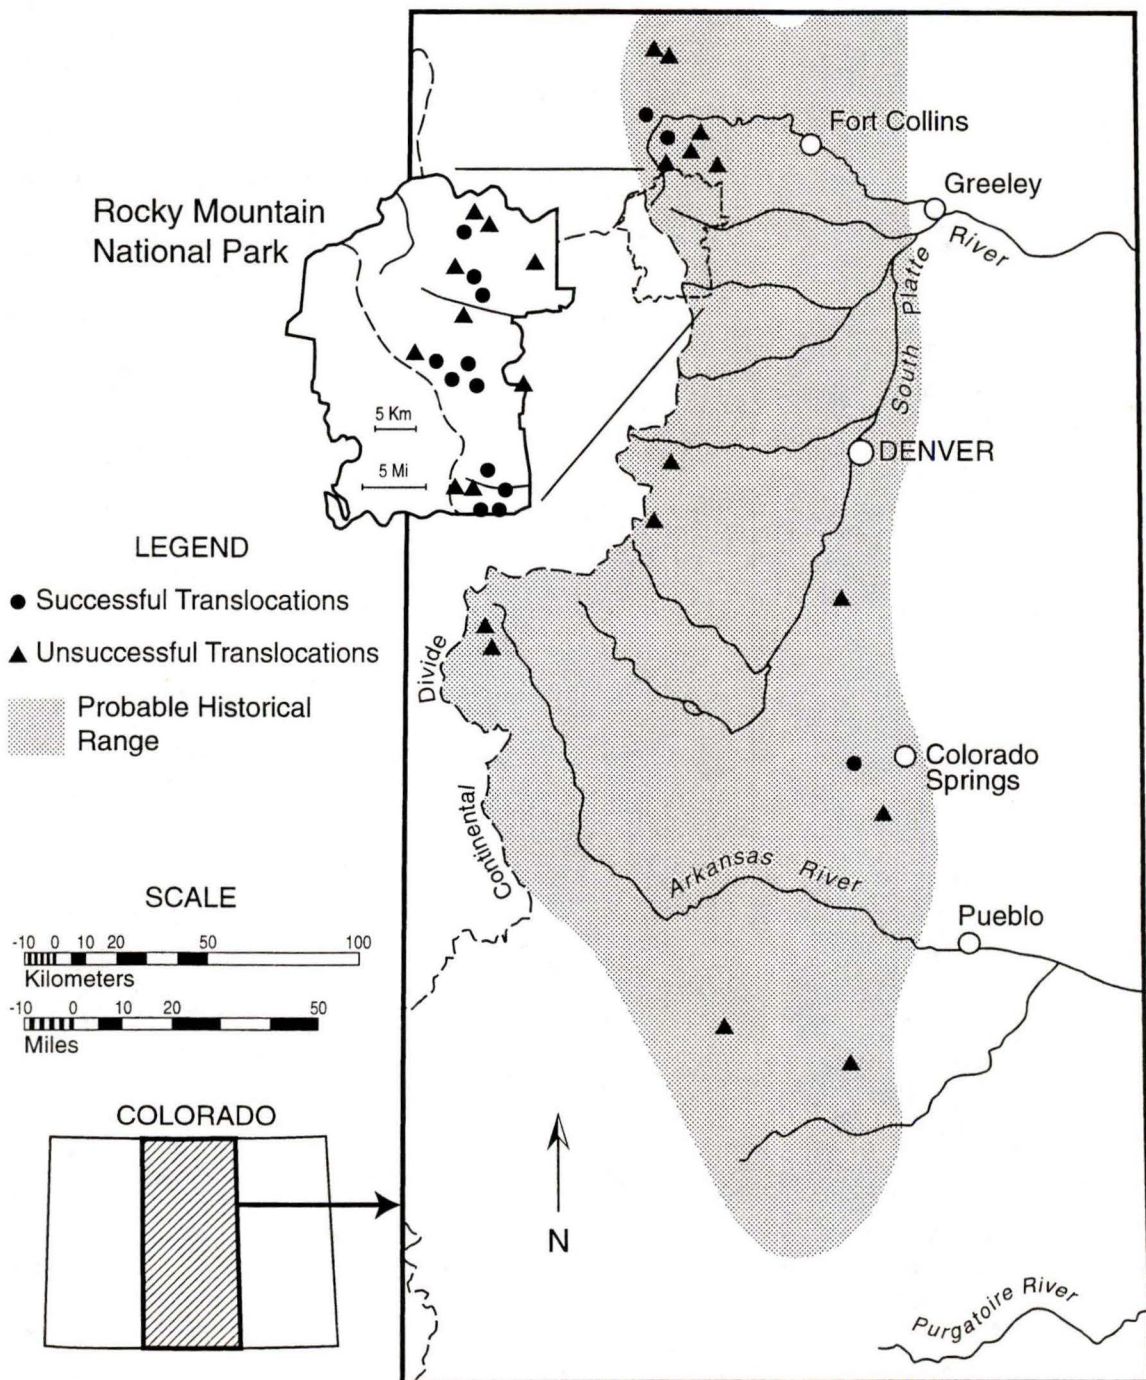 Fort Collins
Greeley
River
South Platte
Rocky Mountain
National Park
5 Km
5 Mi
DENVER
LEGEND
Successful Translocations
Unsuccessful Translocations
Probable Historical
Range
Divide
Continental
Colorado
Springs
Arkansas River
Pueblo
SCALE
-10 0 10 20 50 100
Kilometers
-10 0 10 20 50
Miles
COLORADO
N
Purgatoire River